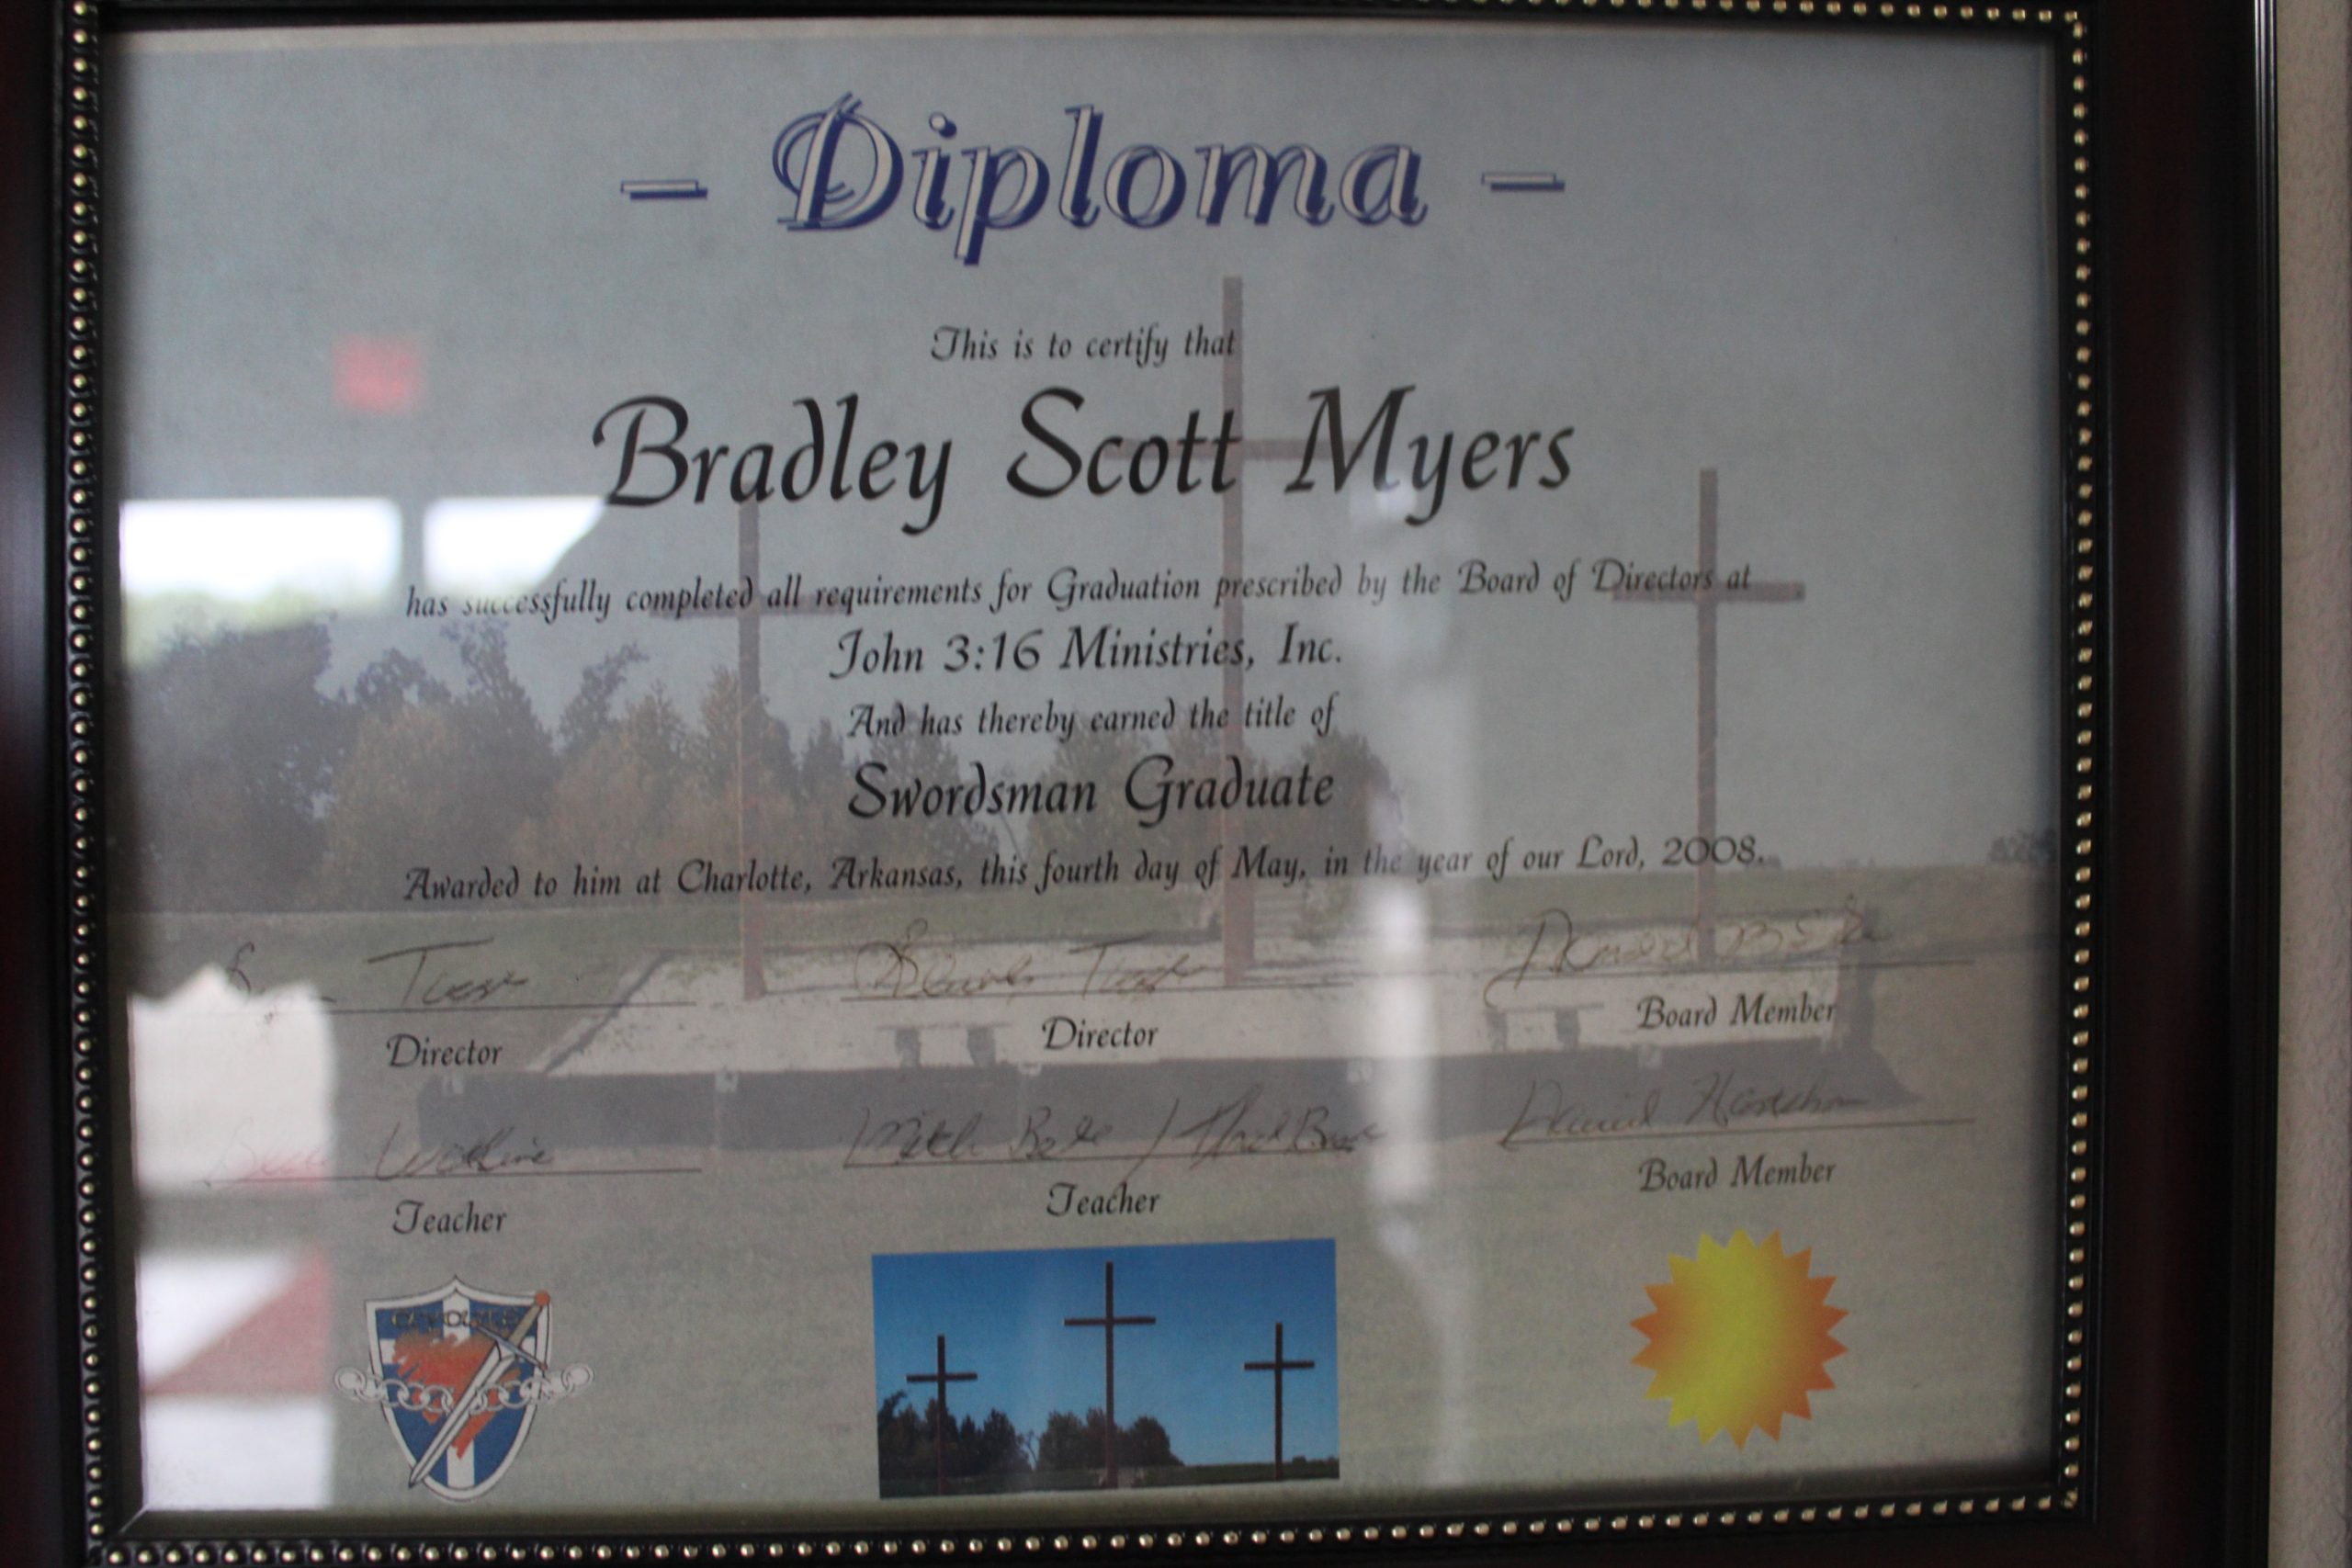 – Diploma –
This is to certify that
Bradley Scott Myers
has successfully completed all requirements for Graduation prescribed by the Board of Directors at
John 3:16 Ministries, Inc.
And has thereby earned the title of
Swordsman Graduate
Awarded to him at Charlotte, Arkansas, this fourth day of May, in the year of our Lord, 2008.
Director
Director
Board Member
David
Teacher
Teacher
Board Member